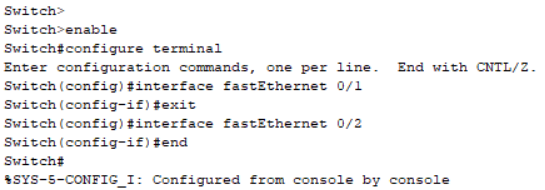 Switch>
Switch>enable
Switch#configure terminal
Enter configuration commands, one per line.  End with CNTL/Z.
Switch(config)#interface fastEthernet 0/1
Switch(config-if)#exit
Switch(config)#interface fastEthernet 0/2
Switch(config-if)#end
Switch#
%SYS-5-CONFIG_I: Configured from console by console